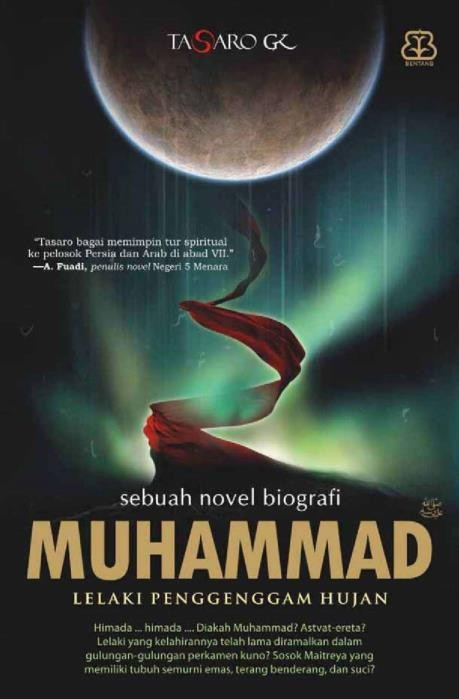 TASARO GK
BENTANG
"Tasaro bagai memimpin tur spiritual
ke pelosok Persia dan Arab di abad VII."
—A. Fuadi, penulis novel Negeri 5 Menara
sebuah novel biografi
MUHAMMAD
ﷺ
LELAKI PENGGENGGAM HUJAN
Himada ... himada .... Diakah Muhammad? Astvat-ereta?
Lelaki yang kelahirannya telah lama diramalkan dalam
gulungan-gulungan perkamen kuno? Sosok Maitreya yang
memiliki tubuh semurni emas, terang benderang, dan suci?